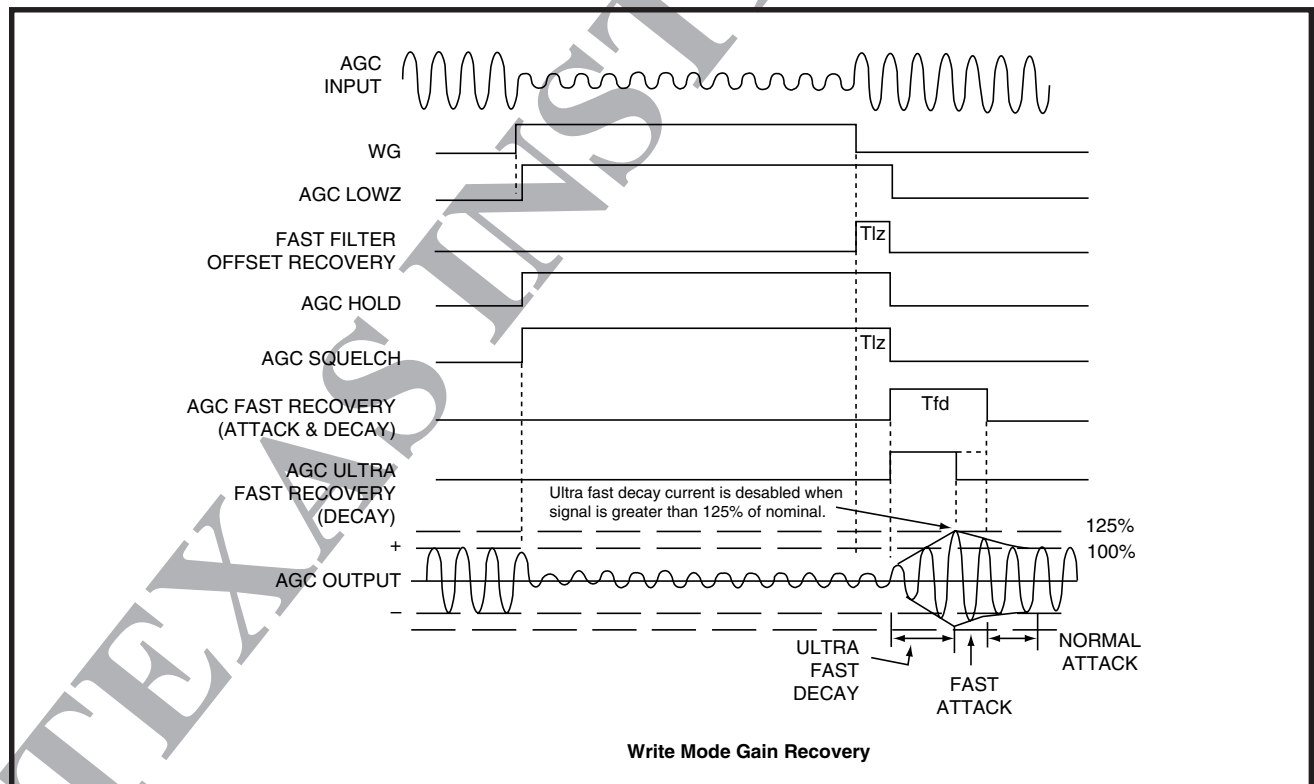 AGC
INPUT
WG
AGC LOWZ
FAST FILTER
OFFSET RECOVERY
Tlz
AGC HOLD
AGC SQUELCH
Tlz
AGC FAST RECOVERY
(ATTACK & DECAY)
Tfd
AGC ULTRA
FAST RECOVERY
(DECAY)
Ultra fast decay current is desabled when
signal is greater than 125% of nominal.
125%
+
100%
AGC OUTPUT
–
ULTRA
FAST
DECAY
FAST
ATTACK
NORMAL
ATTACK
Write Mode Gain Recovery
TEXAS INST